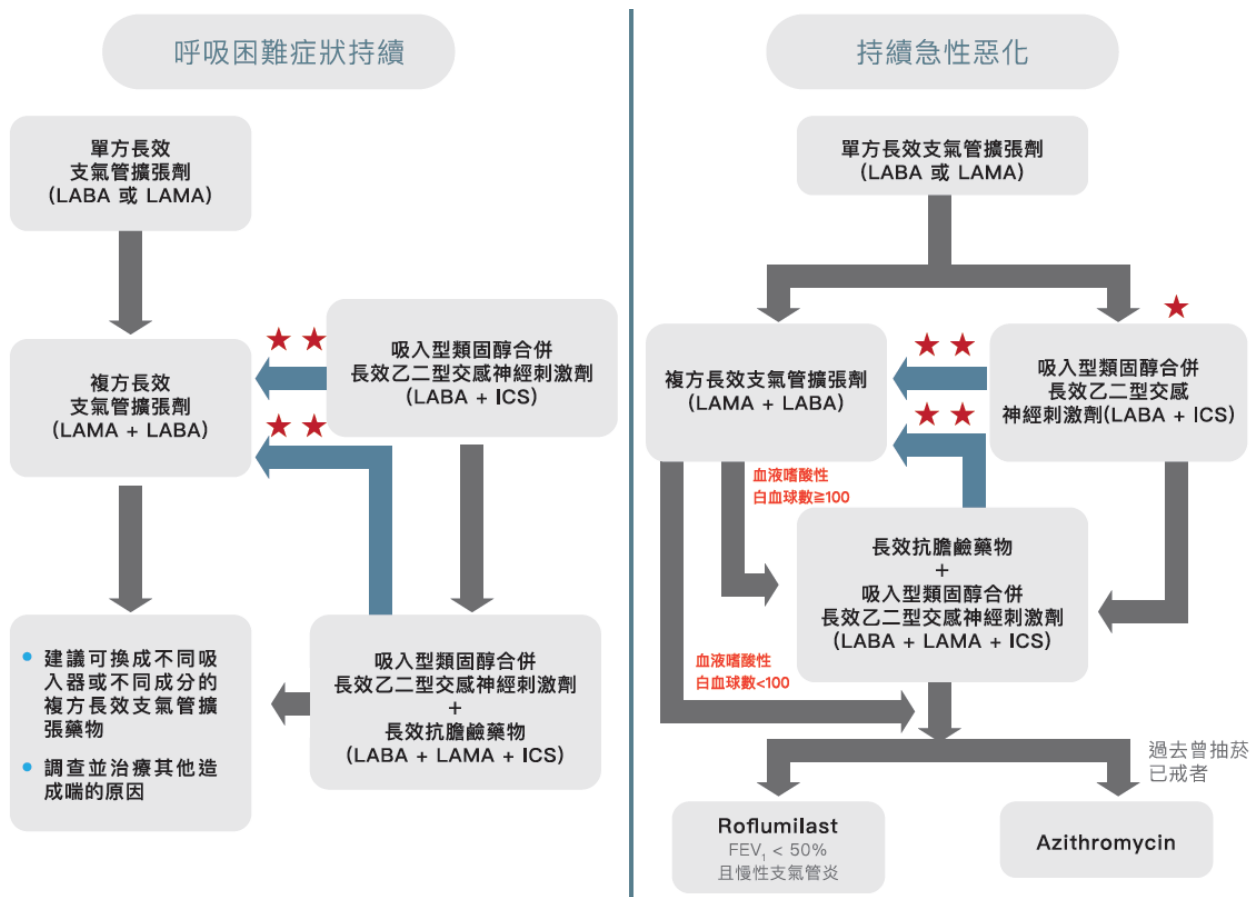 呼吸困難症狀持續
單方長效
支氣管擴張劑
(LABA 或 LAMA)
複方長效
支氣管擴張劑
(LAMA + LABA)
吸入型類固醇合併
長效乙二型交感神經刺激劑
(LABA + ICS)
建議可換成不同吸
入器或不同成分的
複方長效支氣管擴
張藥物
調查並治療其他造
成喘的原因
吸入型類固醇合併
長效乙二型交感神經刺激劑
+
長效抗膽鹼藥物
(LABA + LAMA + ICS)
持續急性惡化
單方長效支氣管擴張劑
(LABA 或 LAMA)
複方長效支氣管擴張劑
(LAMA + LABA)
吸入型類固醇合併
長效乙二型交感
神經刺激劑(LABA + ICS)
血液嗜酸性
白血球數≧100
長效抗膽鹼藥物
+
吸入型類固醇合併
長效乙二型交感神經刺激劑
(LABA + LAMA + ICS)
血液嗜酸性
白血球數<100
過去曾抽菸
已戒者
Roflumilast
FEV₁ < 50%
且慢性支氣管炎
Azithromycin